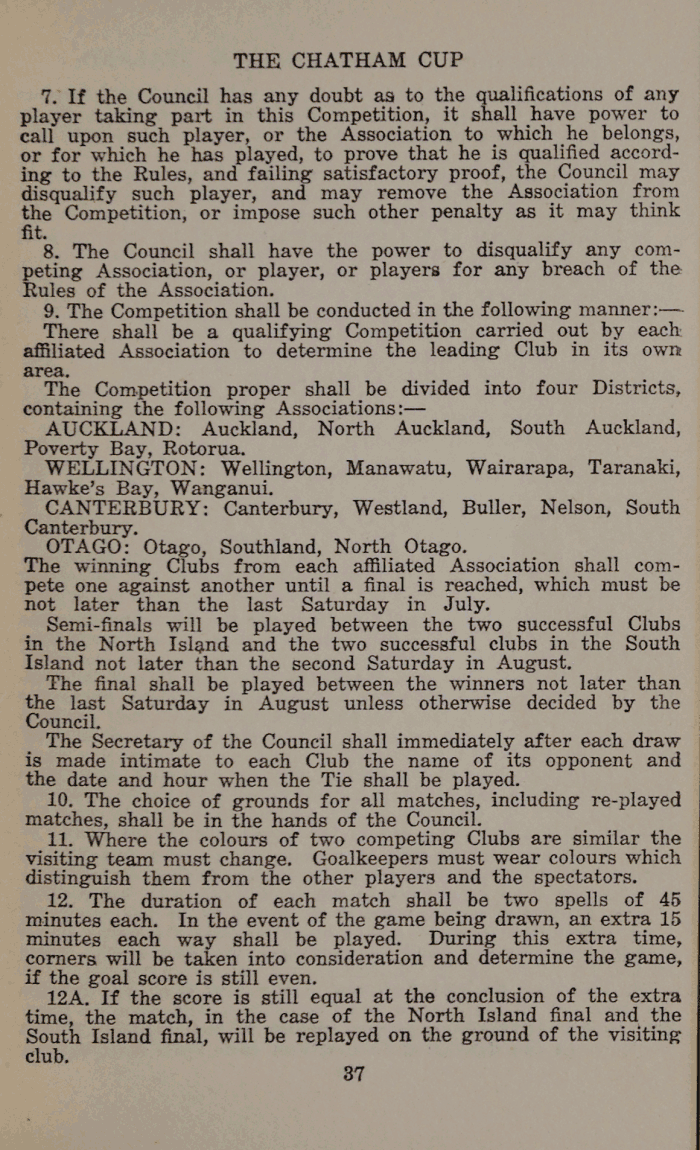 THE CHATHAM CUP
7. If the Council has any doubt as to the qualifications of any
player taking part in this Competition, it shall have power to
call upon such player, or the Association to which he belongs,
or for which he has played, to prove that he is qualified accord-
ing to the Rules, and failing satisfactory proof, the Council may
disqualify such player, and may remove the Association from
the Competition, or impose such other penalty as it may think
fit.
8. The Council shall have the power to disqualify any com-
peting Association, or player, or players for any breach of the
Rules of the Association.
9. The Competition shall be conducted in the following manner:—
There shall be a qualifying Competition carried out by each
affiliated Association to determine the leading Club in its own
area.
The Competition proper shall be divided into four Districts,
containing the following Associations:—
AUCKLAND: Auckland, North Auckland, South Auckland,
Poverty Bay, Rotorua.
WELLINGTON: Wellington, Manawatu, Wairarapa, Taranaki,
Hawke's Bay, Wanganui.
CANTERBURY: Canterbury, Westland, Buller, Nelson, South
Canterbury.
OTAGO: Otago, Southland, North Otago.
The winning Clubs from each affiliated Association shall com-
pete one against another until a final is reached, which must be
not later than the last Saturday in July.
Semi-finals will be played between the two successful Clubs
in the North Island and the two successful clubs in the South
Island not later than the second Saturday in August.
The final shall be played between the winners not later than
the last Saturday in August unless otherwise decided by the
Council.
The Secretary of the Council shall immediately after each draw
is made intimate to each Club the name of its opponent and
the date and hour when the Tie shall be played.
10. The choice of grounds for all matches, including re-played
matches, shall be in the hands of the Council.
11. Where the colours of two competing Clubs are similar the
visiting team must change. Goalkeepers must wear colours which
distinguish them from the other players and the spectators.
12. The duration of each match shall be two spells of 45
minutes each. In the event of the game being drawn, an extra 15
minutes each way shall be played. During this extra time,
corners will be taken into consideration and determine the game,
if the goal score is still even.
12A. If the score is still equal at the conclusion of the extra
time, the match, in the case of the North Island final and the
South Island final, will be replayed on the ground of the visiting
club.
37